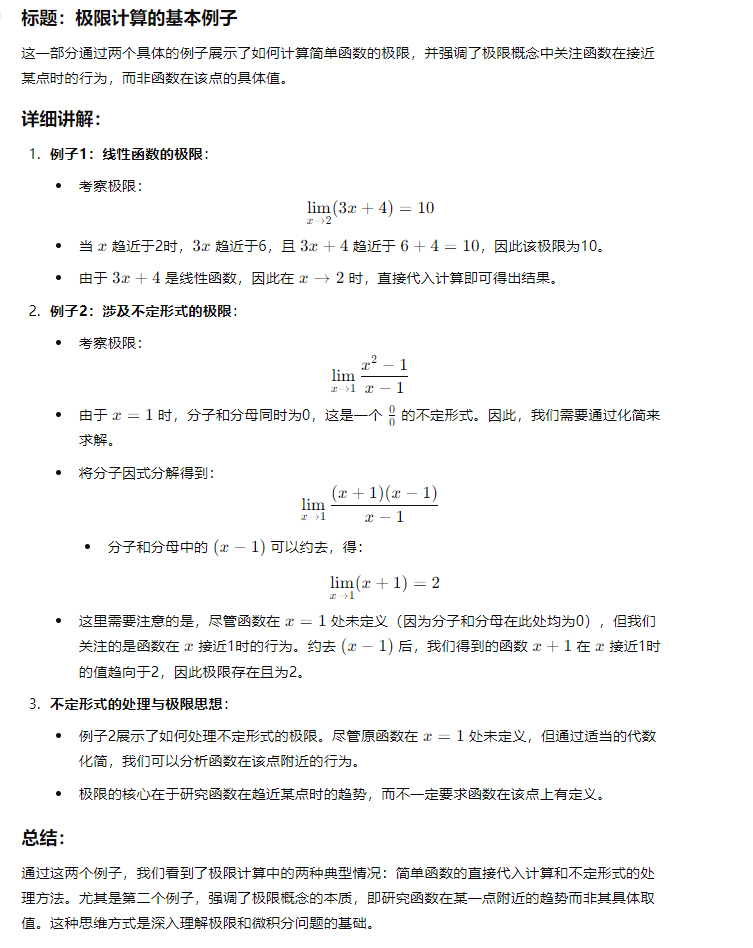 标题：极限计算的基本例子
这一部分通过两个具体的例子展示了如何计算简单函数的极限，并强调了极限概念中关注函数在接近
某点时的行为，而非函数在该点的具体值。
详细讲解：
1. 例子1：线性函数的极限：
• 考察极限：
lim_{x→2}(3x + 4) = 10
• 当 x 趋近于2时，3x 趋近于6，且 3x + 4 趋近于 6 + 4 = 10，因此该极限为10。
• 由于 3x + 4 是线性函数，因此在 x → 2 时，直接代入计算即可得出结果。
2. 例子2：涉及不定形式的极限：
• 考察极限：
lim_{x→1} \frac{x^2 − 1}{x − 1}
• 由于 x = 1 时，分子和分母同时为0，这是一个 \frac{0}{0} 的不定形式。因此，我们需要通过化简来
求解。
• 将分子因式分解得到：
lim_{x→1} \frac{(x + 1)(x − 1)}{x − 1}
• 分子和分母中的 (x − 1) 可以约去，得：
lim_{x→1}(x + 1) = 2
• 这里需要注意的是，尽管函数在 x = 1 处未定义（因为分子和分母在此处均为0），但我们
关注的是函数在 x 接近1时的行为。约去 (x − 1) 后，我们得到的函数 x + 1 在 x 接近1时
的值趋向于2，因此极限存在且为2。
3. 不定形式的处理与极限思想：
• 例子2展示了如何处理不定形式的极限。尽管原函数在 x = 1 处未定义，但通过适当的代数
化简，我们可以分析函数在该点附近的行为。
• 极限的核心在于研究函数在趋近某点时的趋势，而不一定要求函数在该点上有定义。
总结：
通过这两个例子，我们看到了极限计算中的两种典型情况：简单函数的直接代入计算和不定形式的处
理方法。尤其是第二个例子，强调了极限概念的本质，即研究函数在某一点附近的趋势而非其具体取
值。这种思维方式是深入理解极限和微积分问题的基础。